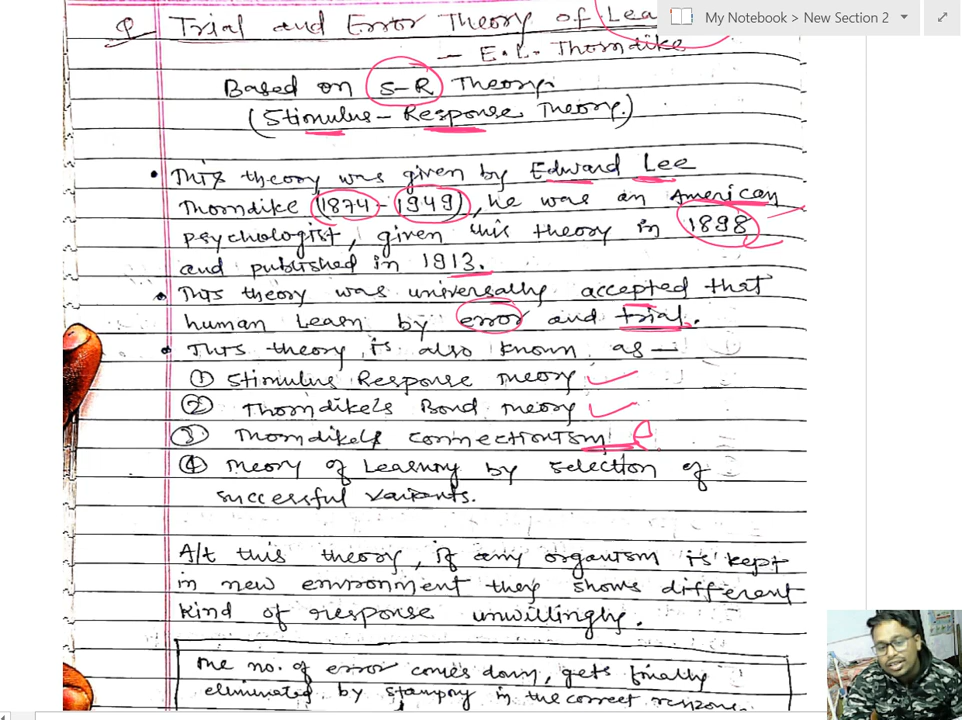 Q Trial and Error Theory of Lea
My Notebook > New Section 2
- E.L. Thorndike
Based on S-R Theory.
(Stimulus - Response Theory.)
• This theory was given by Edward Lee
Thorndike (1874 - 1949), he was an American
psychologist, given this theory in 1898
and published in 1913.
• This theory was universally accepted that
human Learn by error and trial.
• This theory is also known as -
① Stimulus Response Theory
② Thorndike's Bond Theory
③ Thorndike's connectionism
④ Theory of Learning by selection of
successful variants.
A/t this theory, if any organism is kept
in new environment they shows different
kind of response unwillingly.
The no. of error comes down, gets finally
eliminated by stamping in the correct response.